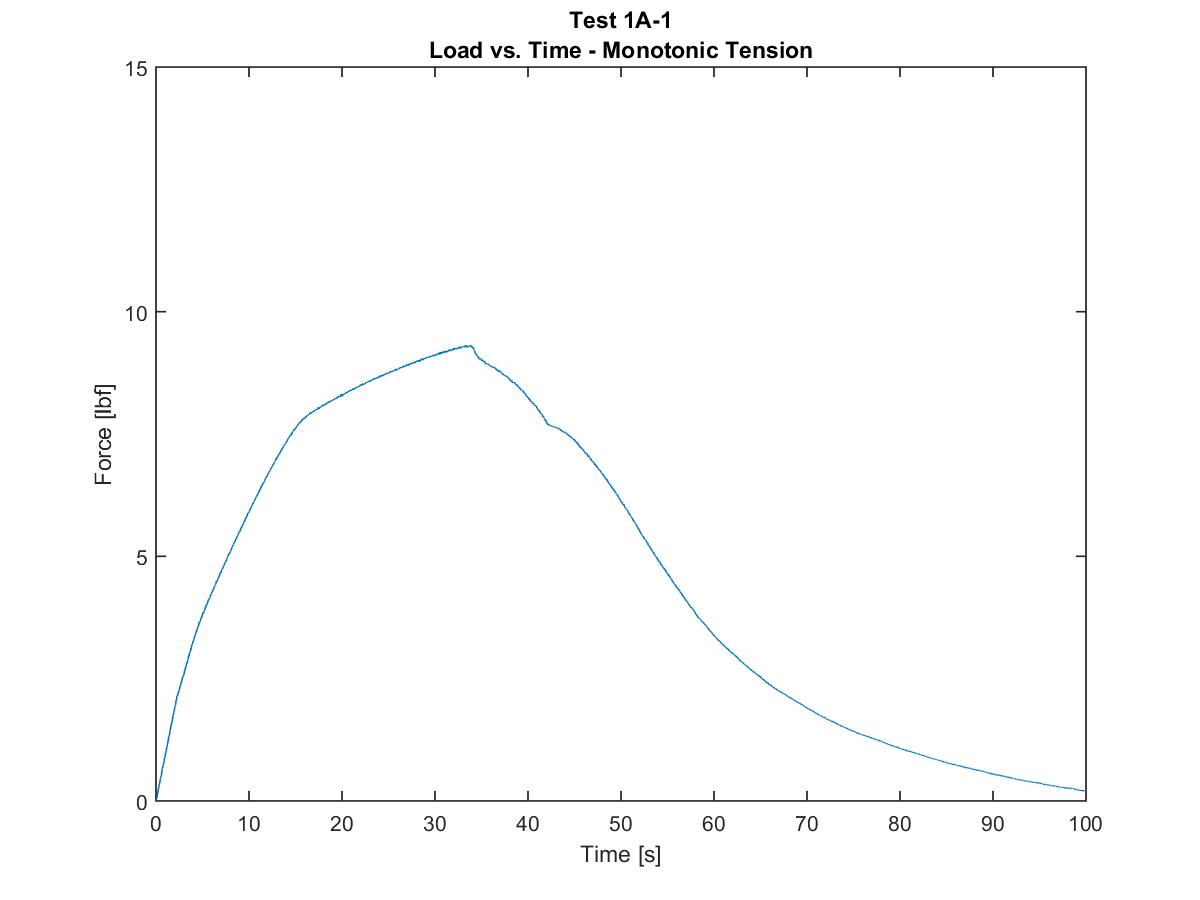 Test 1A-1
Load vs. Time - Monotonic Tension
15
10
5
0
Force [lbf]
0 10 20 30 40 50 60 70 80 90 100
Time [s]